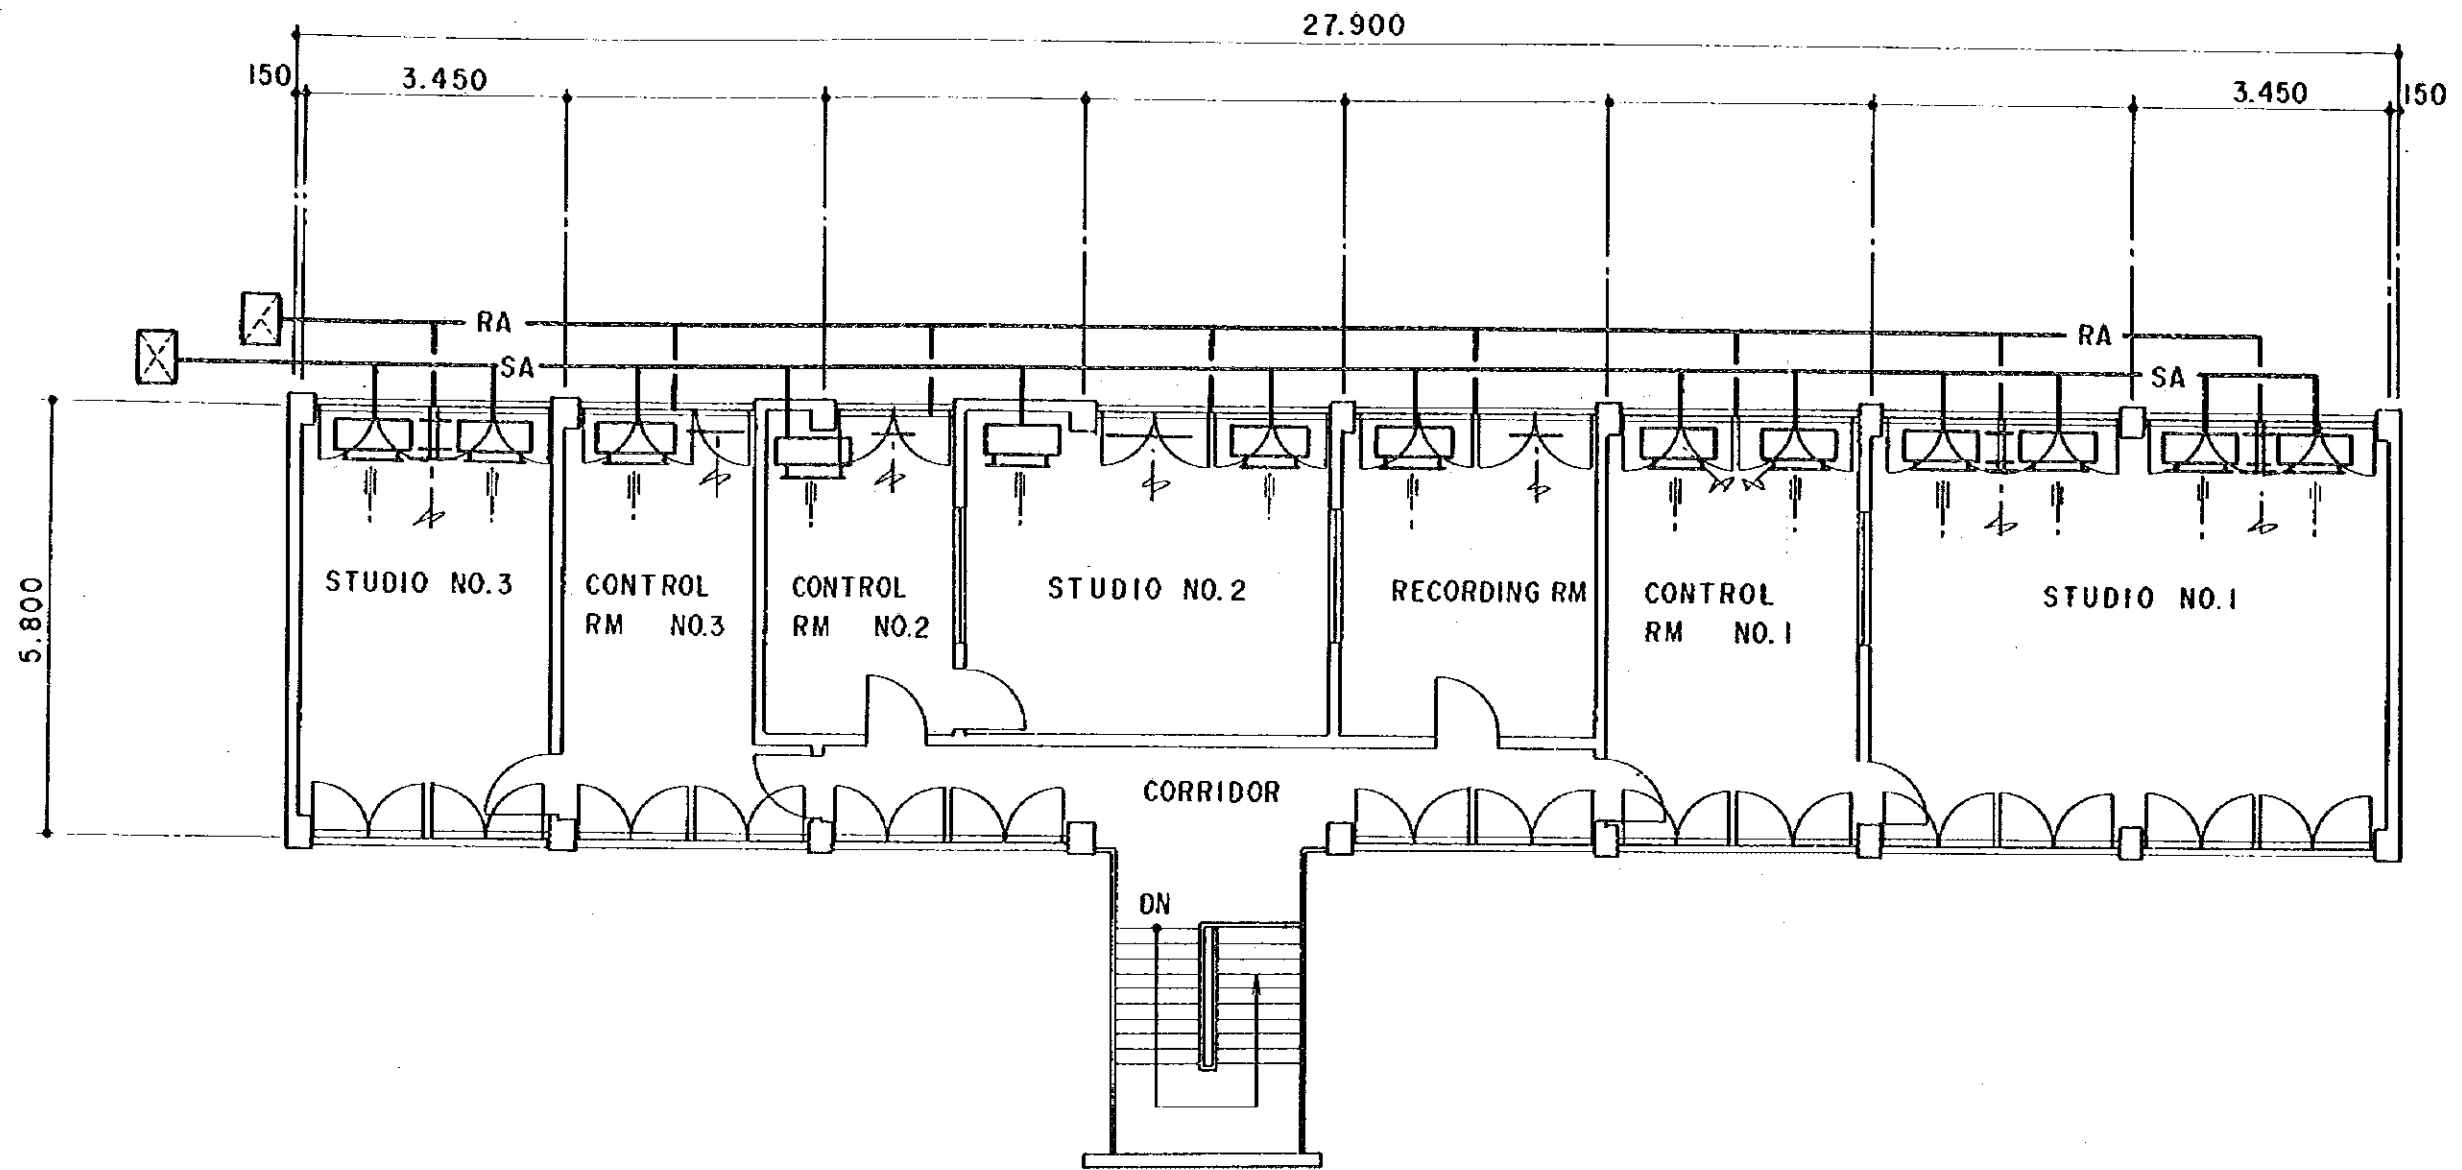 27.900
150
3.450
3.450
150
RA
RA
SA
SA
5.800
STUDIO NO.3
CONTROL
RM NO.3
CONTROL
RM NO.2
STUDIO NO.2
RECORDING RM
CONTROL
RM NO.1
STUDIO NO.1
CORRIDOR
DN